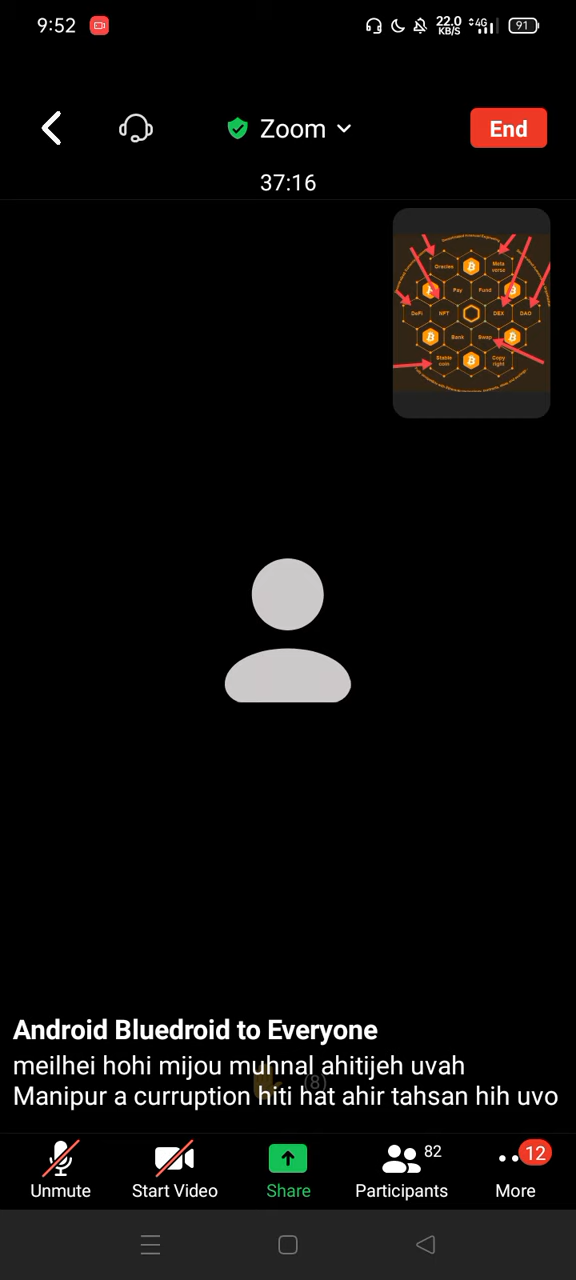 9:52
22.0
KB/S
4G
91
Zoom
End
37:16
Oracles
Meta
verse
Pay
Fund
DeFi
NFT
DEX
DAO
Bank
Swap
Stable
coin
Copy
right
Android Bluedroid to Everyone
meilhei hohi mijou muhnal ahitijeh uvah
(8)
Manipur a curruption hiti hat ahir tahsan hih uvo
82
12
Unmute
Start Video
Share
Participants
More